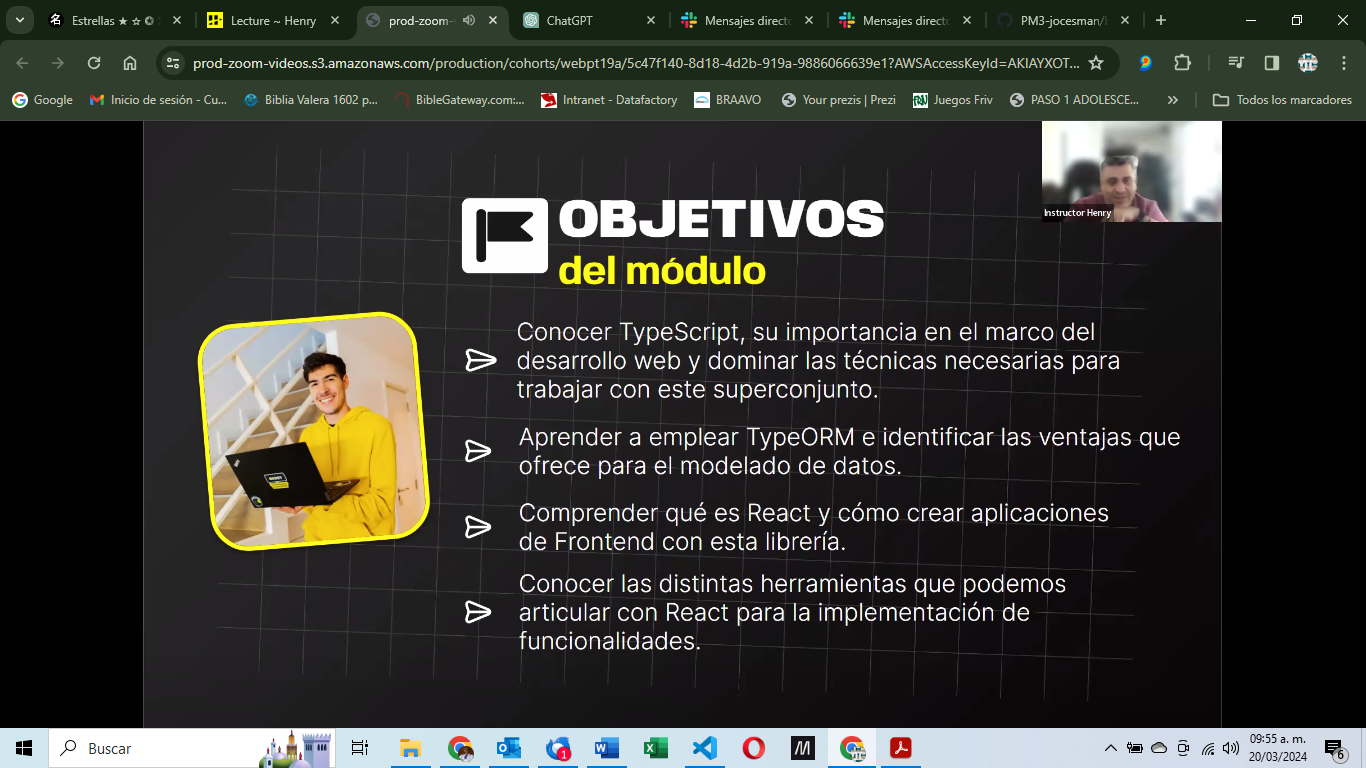 Estrellas ★ ☆ ✪
Lecture ~ Henry
prod-zoom-
ChatGPT
Mensajes directo
Mensajes directo
PM3-jocesman/
prod-zoom-videos.s3.amazonaws.com/production/cohorts/webpt19a/5c47f140-8d18-4d2b-919a-9886066639e1?AWSAccessKeyId=AKIAYXOT...
Google
Inicio de sesión - Cu...
Biblia Valera 1602 p...
BibleGateway.com:...
Intranet - Datafactory
BRAAVO
Your prezis | Prezi
Juegos Friv
PASO 1 ADOLESCE...
»
Todos los marcadores
Instructor Henry
OBJETIVOS
del módulo
Conocer TypeScript, su importancia en el marco del
desarrollo web y dominar las técnicas necesarias para
trabajar con este superconjunto.
Aprender a emplear TypeORM e identificar las ventajas que
ofrece para el modelado de datos.
Comprender qué es React y cómo crear aplicaciones
de Frontend con esta librería.
Conocer las distintas herramientas que podemos
articular con React para la implementación de
funcionalidades.
Buscar
09:55 a. m.
20/03/2024
6